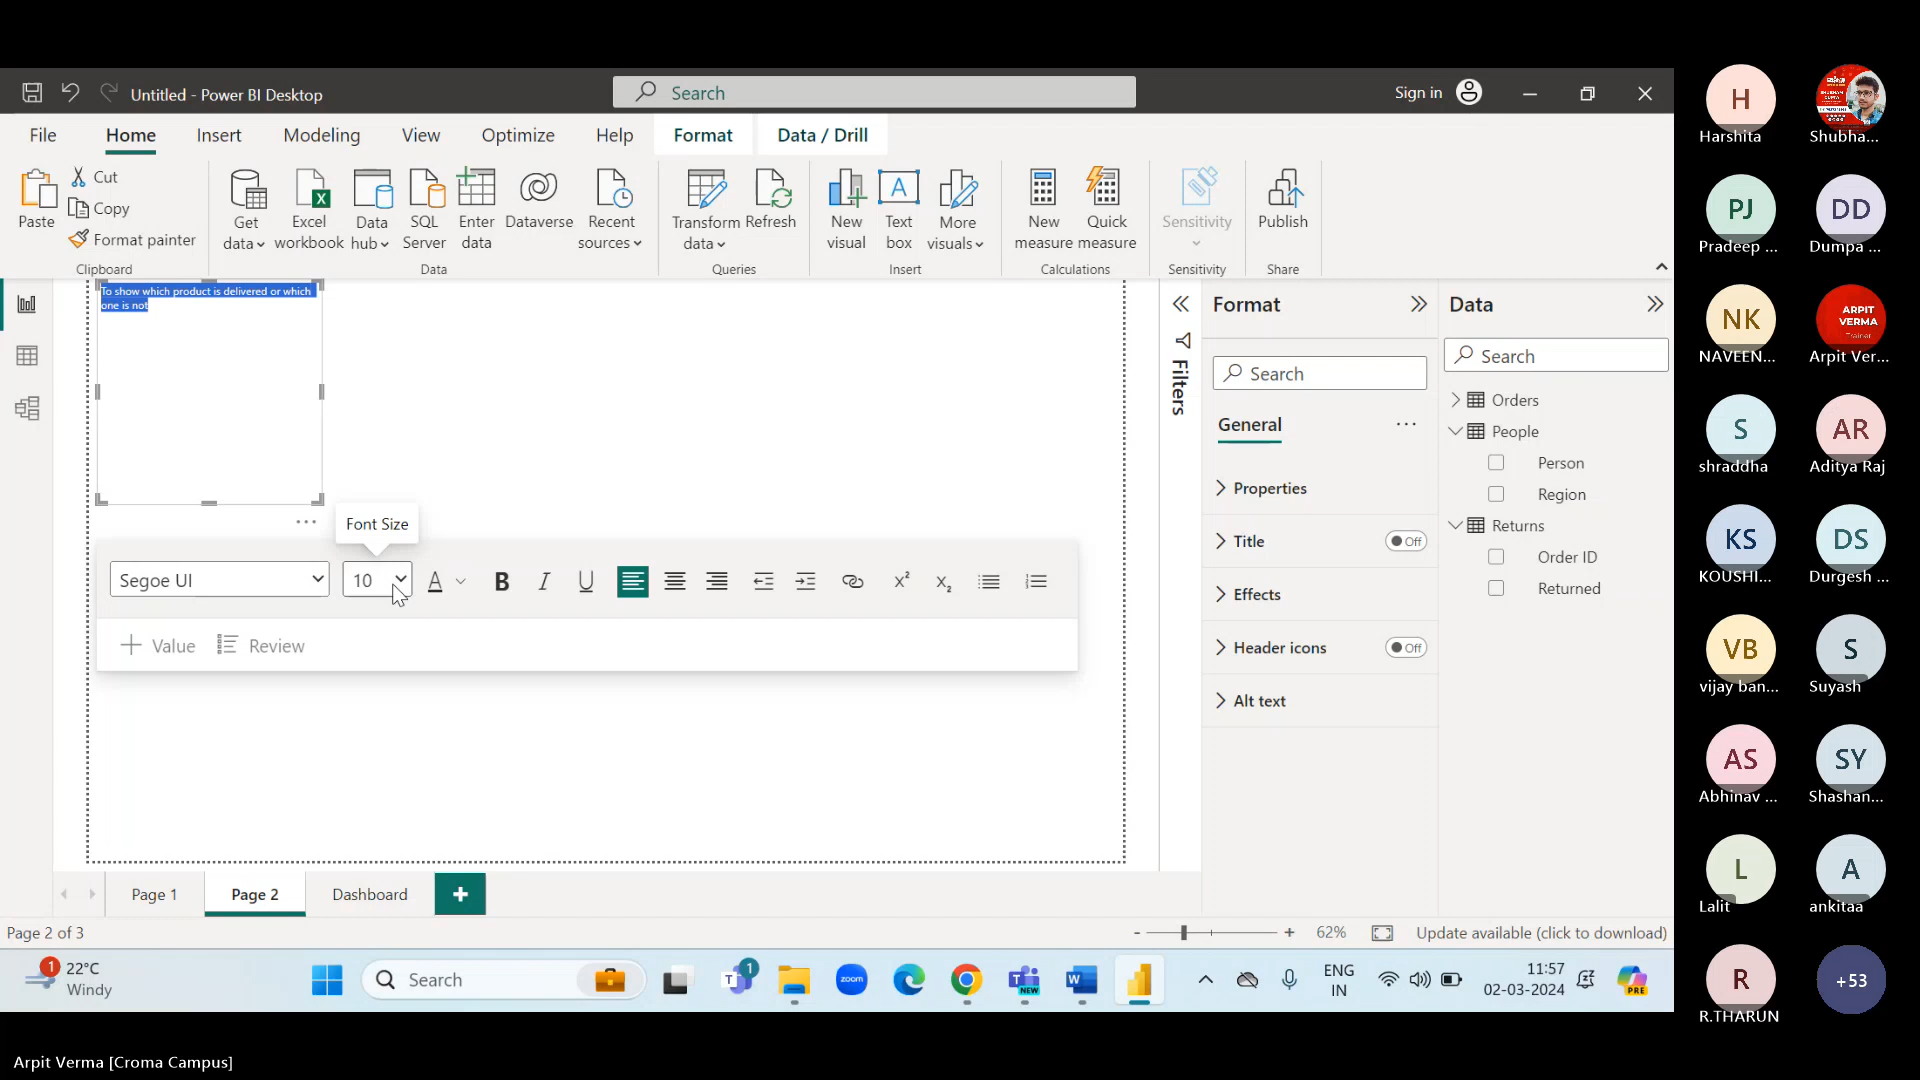 Untitled - Power BI Desktop
Search
Sign in
File
Home
Insert
Modeling
View
Optimize
Help
Format
Data / Drill
Paste
Cut
Copy
Format painter
Clipboard
Get data
Excel workbook
Data hub
SQL Server
Enter data
Dataverse
Recent sources
Data
Transform data
Refresh
Queries
New visual
Text box
More visuals
Insert
New measure
Quick measure
Calculations
Sensitivity
Sensitivity
Publish
Share
To show which product is delivered or which
one is not
Font Size
Segoe UI
10
Value
Review
Filters
Format
Search
General
Properties
Title
Off
Effects
Header icons
Off
Alt text
Data
Search
Orders
People
Person
Region
Returns
Order ID
Returned
Page 1
Page 2
Dashboard
Page 2 of 3
62%
Update available (click to download)
1
22°C
Windy
Search
1
zoom
NEW
ENG
IN
11:57
02-03-2024
PRE
H
Harshita
Shubha...
PJ
Pradeep ...
DD
Dumpa ...
NK
NAVEEN...
ARPIT
VERMA
Trainer
Arpit Ver...
S
shraddha
AR
Aditya Raj
KS
KOUSHI...
DS
Durgesh ...
VB
vijay ban...
S
Suyash
AS
Abhinav ...
SY
Shashan...
L
Lalit
A
ankitaa
R
R.THARUN
+53
Arpit Verma [Croma Campus]